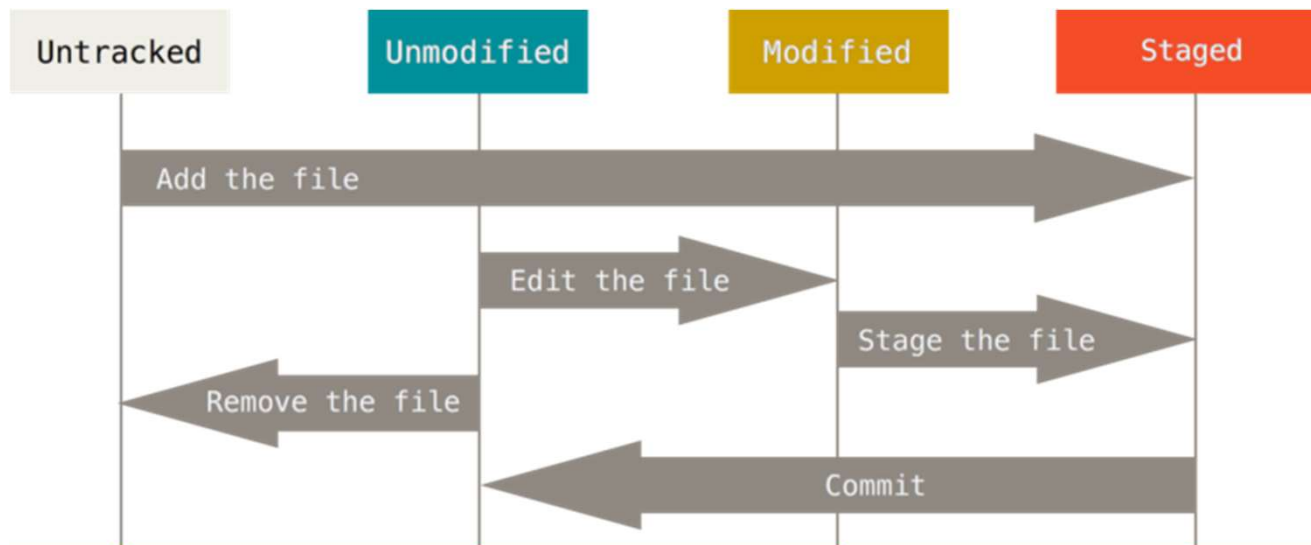 Untracked
Unmodified
Modified
Staged
Add the file
Edit the file
Stage the file
Remove the file
Commit